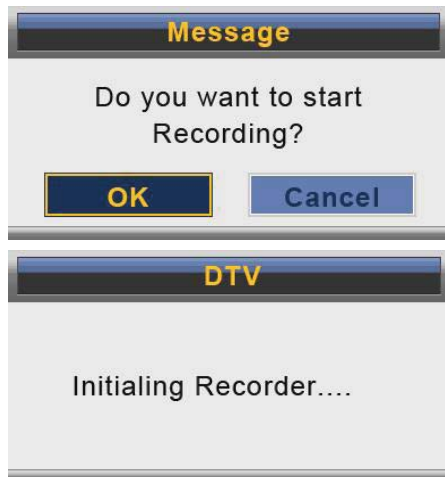 Message
Do you want to start
Recording?
OK Cancel
DTV
Initialing Recorder....